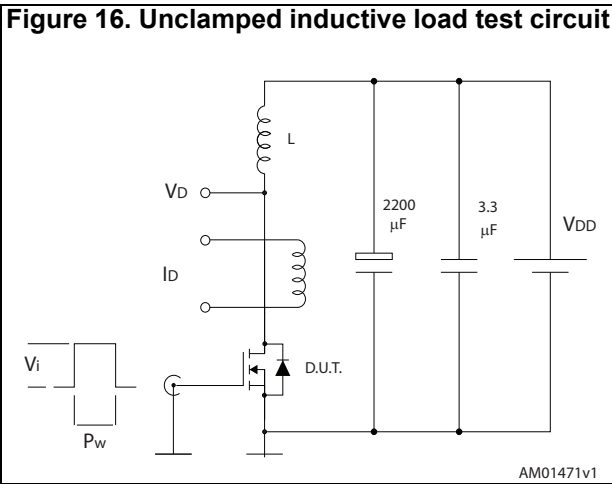 Figure 16. Unclamped inductive load test circuit
L
VD
2200
μF
3.3
μF
VDD
ID
Vi
D.U.T.
Pw
AM01471v1